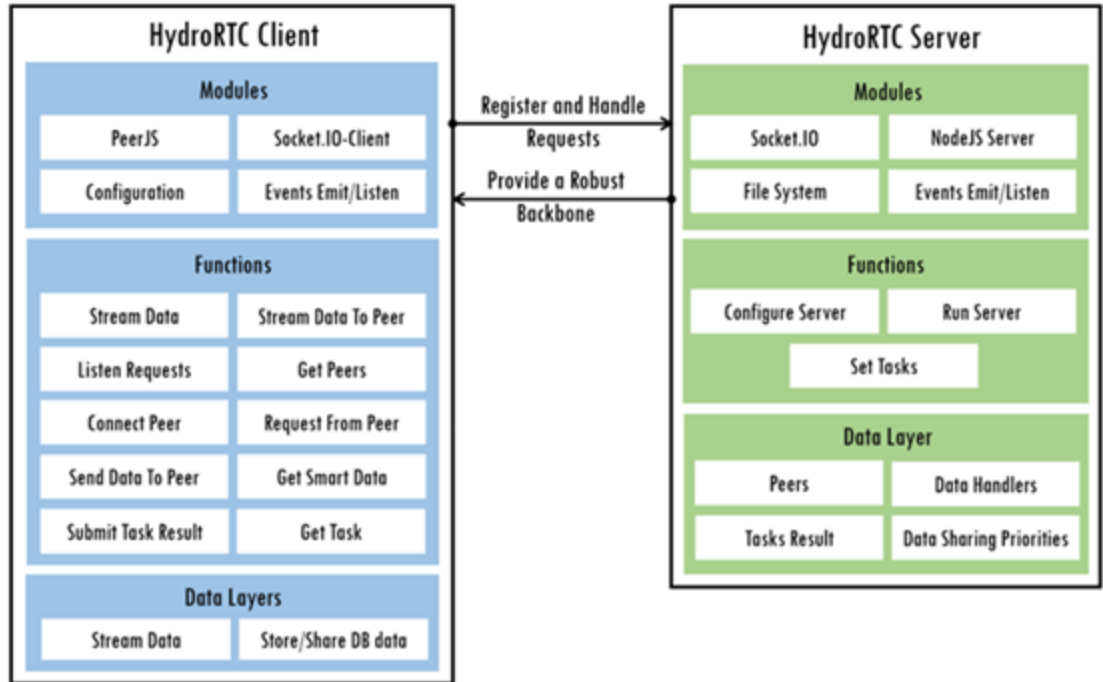 HydroRTC Client
Modules
PeerJS
Socket.IO-Client
Configuration
Events Emit/Listen
Functions
Stream Data
Stream Data To Peer
Listen Requests
Get Peers
Connect Peer
Request From Peer
Send Data To Peer
Get Smart Data
Submit Task Result
Get Task
Data Layers
Stream Data
Store/Share DB data
Register and Handle
Requests
Provide a Robust
Backbone
HydroRTC Server
Modules
Socket.IO
NodeJS Server
File System
Events Emit/Listen
Functions
Configure Server
Run Server
Set Tasks
Data Layer
Peers
Data Handlers
Tasks Result
Data Sharing Priorities